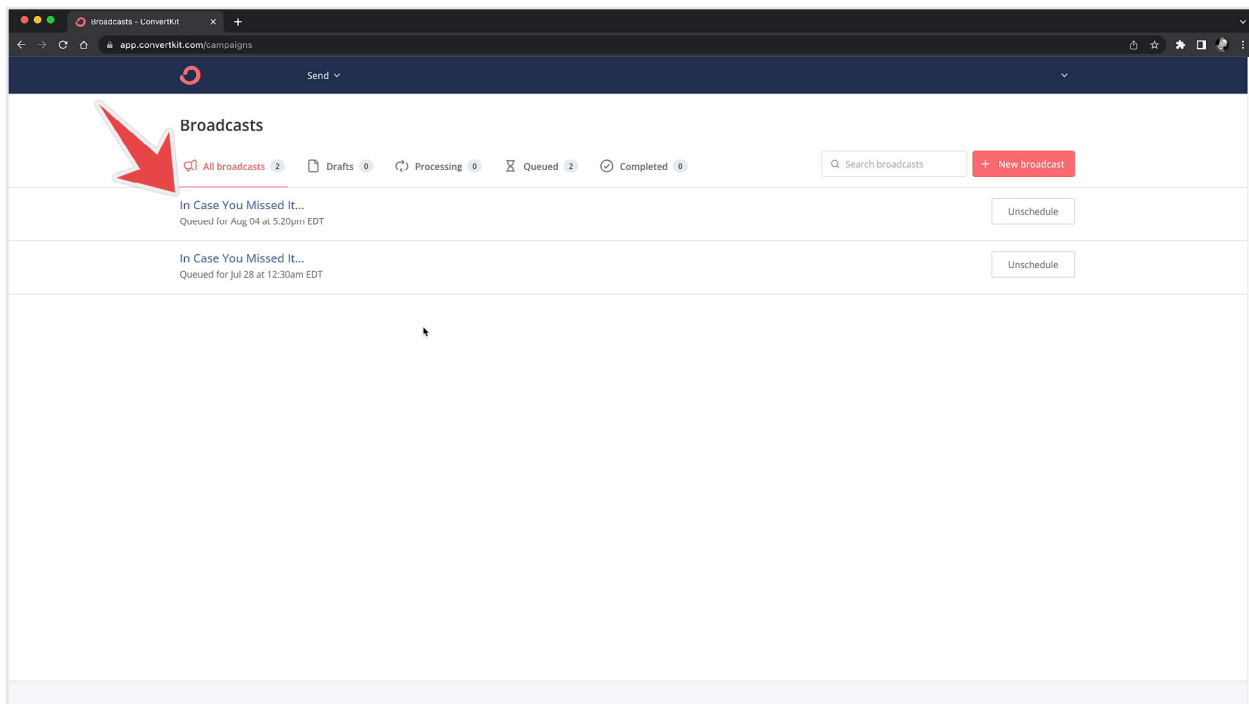 Broadcasts - ConvertKit
app.convertkit.com/campaigns
Send
Broadcasts
All broadcasts 2 Drafts 0 Processing 0 Queued 2 Completed 0 Search broadcasts + New broadcast
In Case You Missed It...
Queued for Aug 04 at 5:20pm EDT
Unschedule
In Case You Missed It...
Queued for Jul 28 at 12:30am EDT
Unschedule